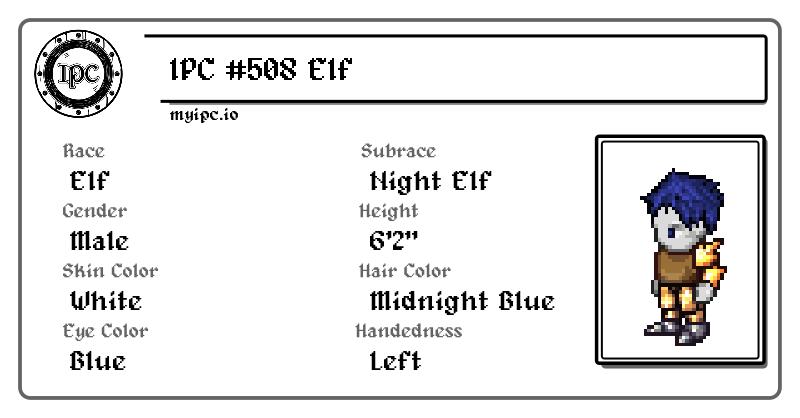 IPC
IPC #508 Elf
myipc.io
Race
Elf
Subrace
Night Elf
Gender
Male
Height
6'2"
Skin Color
White
Hair Color
Midnight Blue
Eye Color
Blue
Handedness
Left